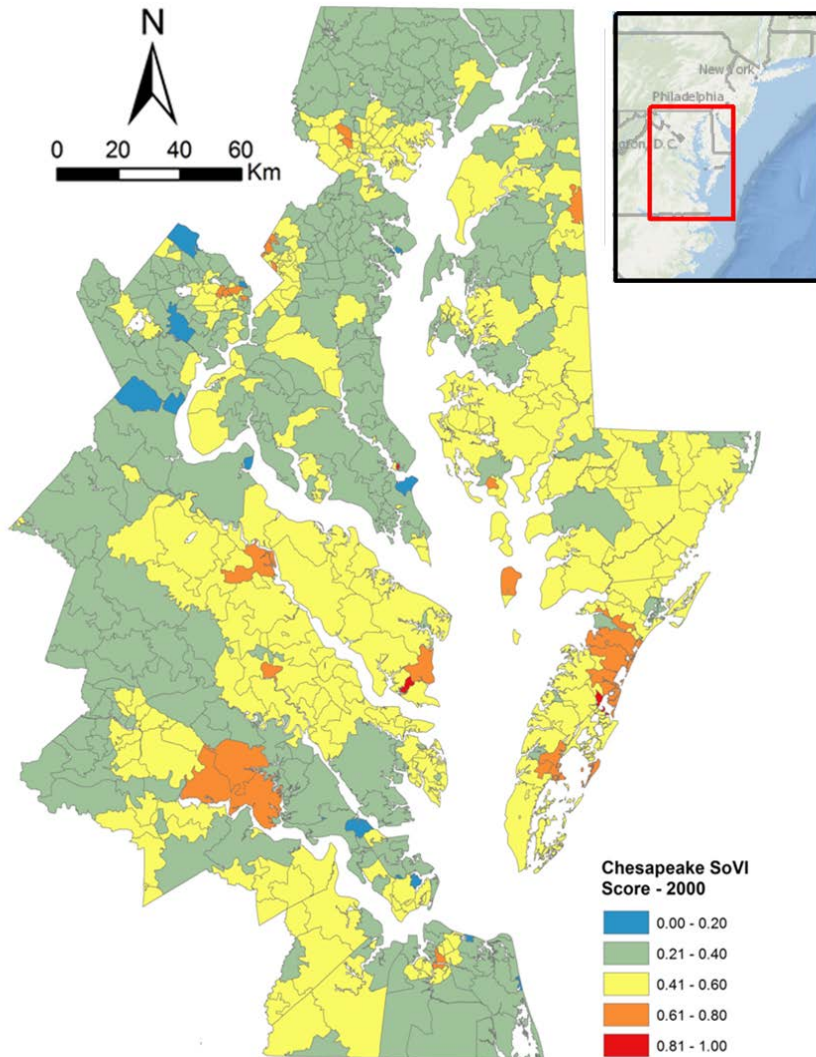 N
0 20 40 60
Km
New York
Philadelphia
gton, D.C.
Chesapeake SoVI
Score - 2000
0.00 - 0.20
0.21 - 0.40
0.41 - 0.60
0.61 - 0.80
0.81 - 1.00